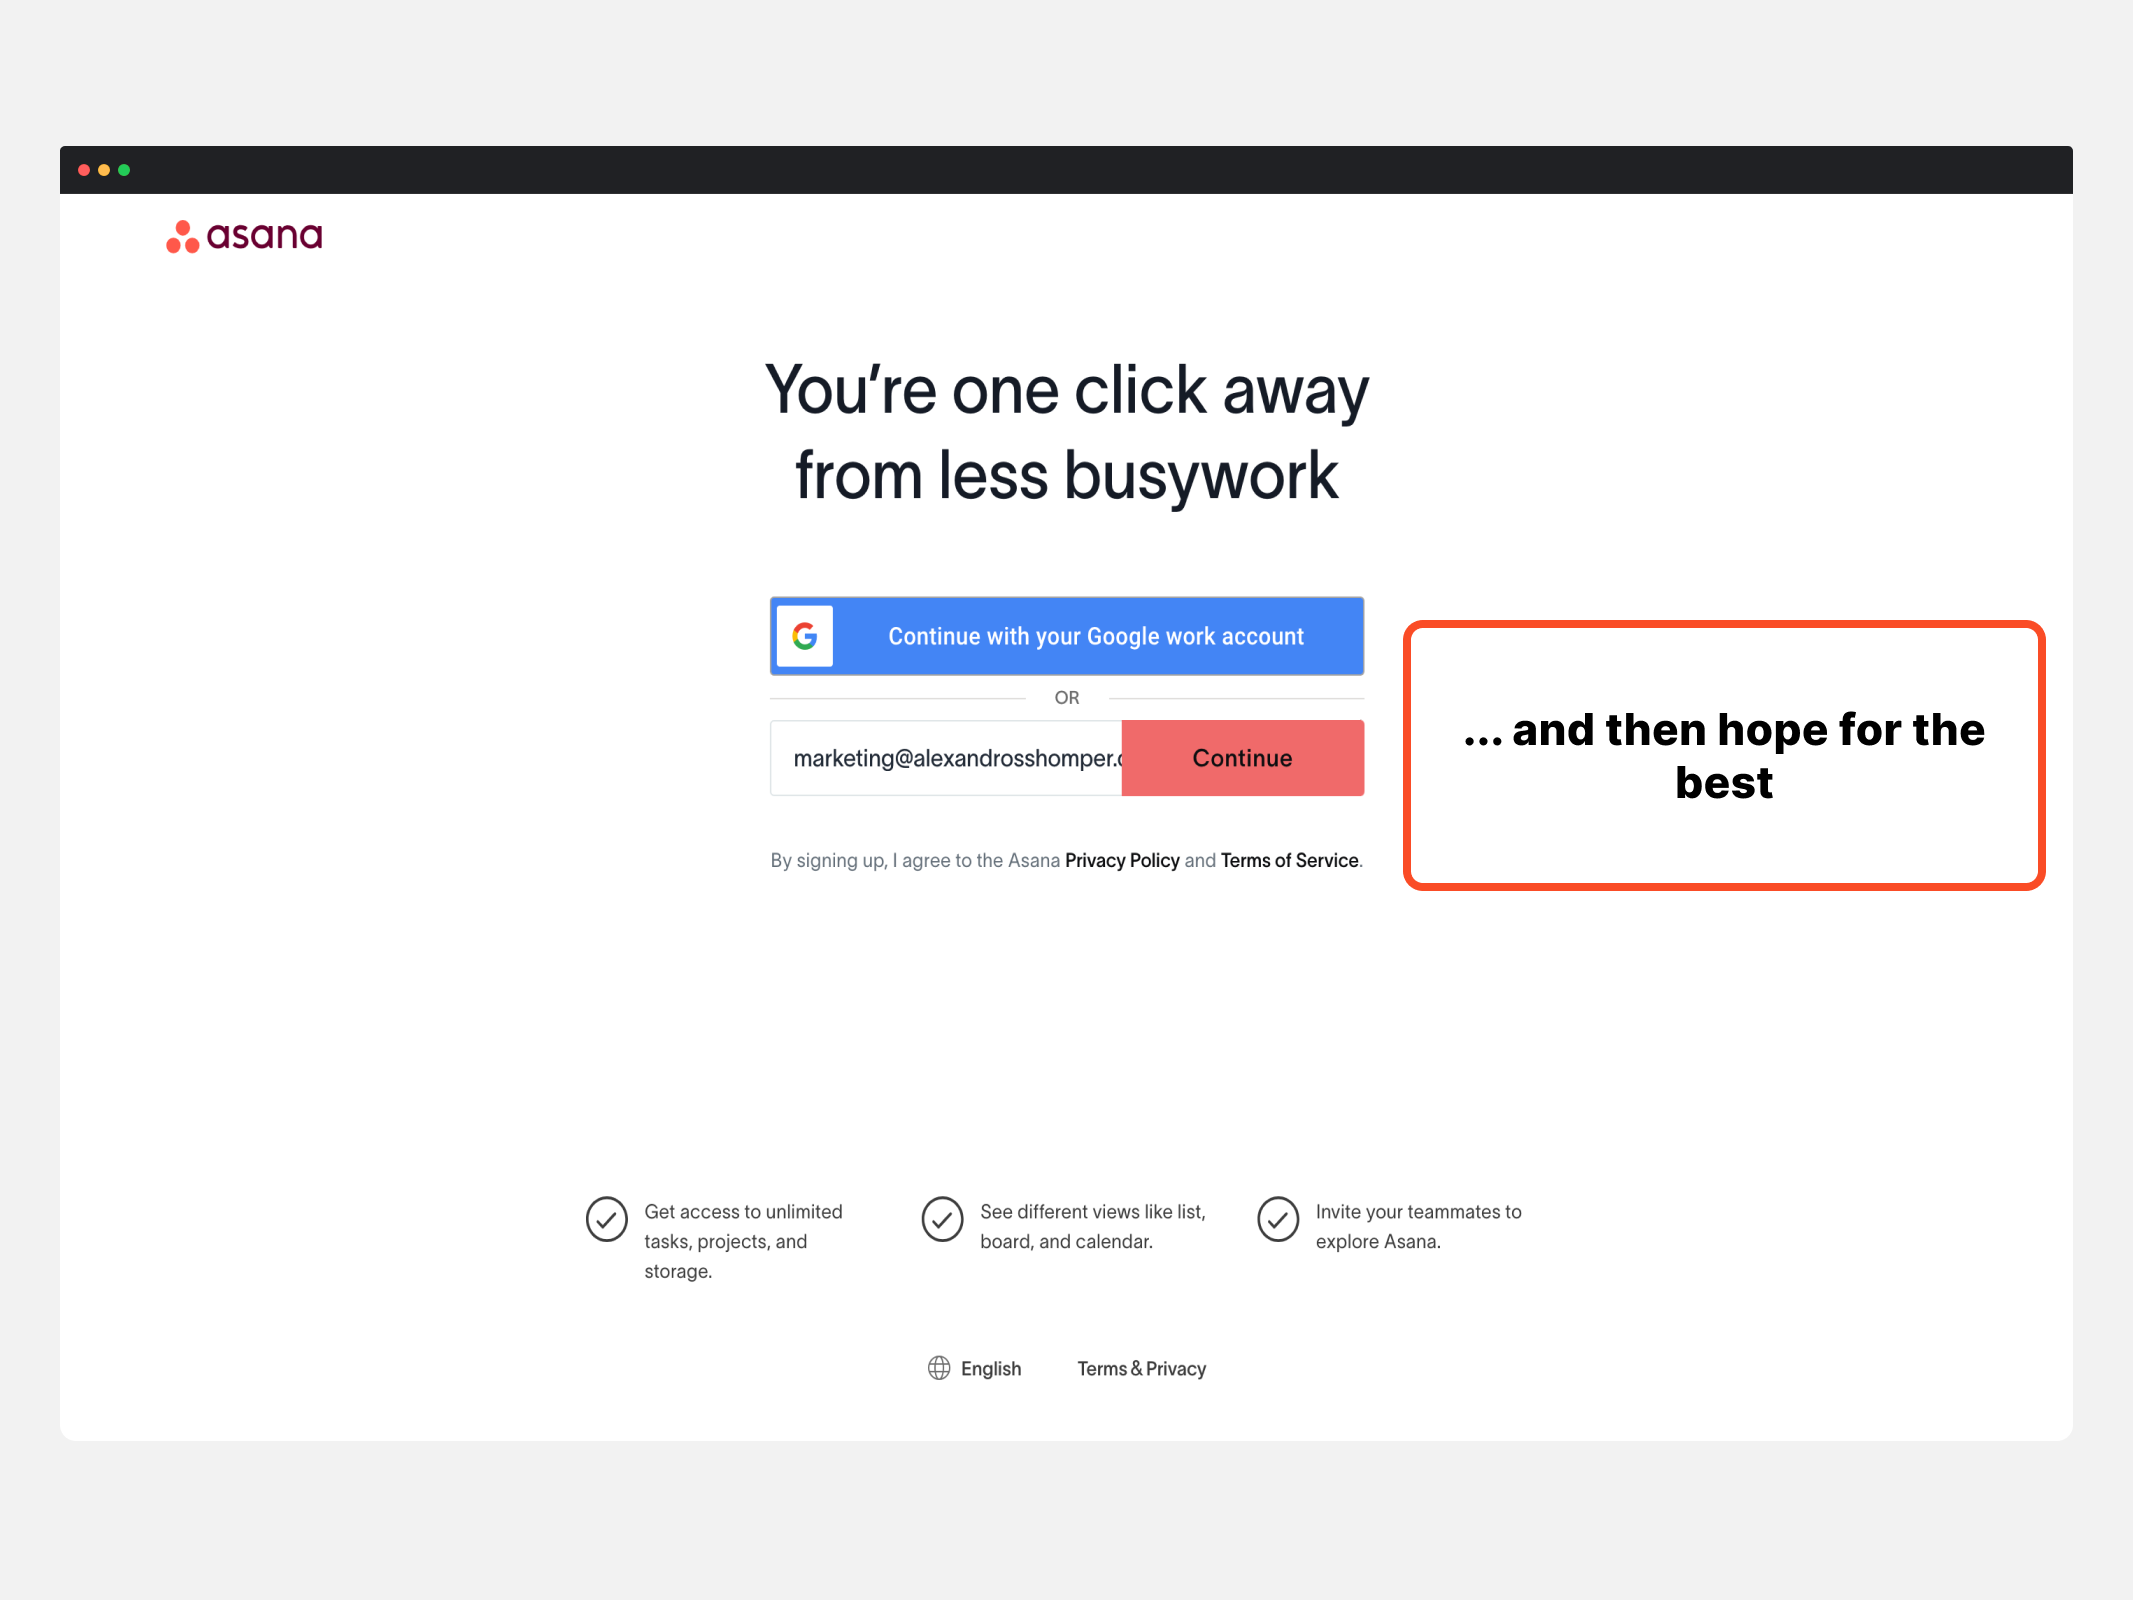 asana
You’re one click away
from less busywork
Continue with your Google work account
OR
marketing@alexandrosshomper.
Continue
... and then hope for the
best
By signing up, I agree to the Asana Privacy Policy and Terms of Service.
Get access to unlimited
tasks, projects, and
storage.
See different views like list,
board, and calendar.
Invite your teammates to
explore Asana.
English
Terms & Privacy